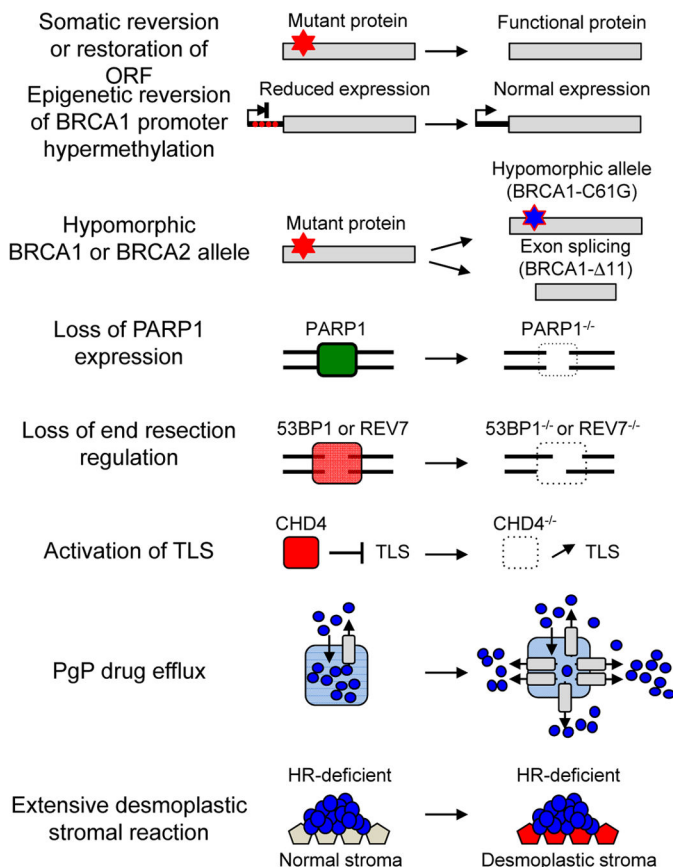 Somatic reversion
or restoration of
ORF
Mutant protein
Functional protein
Epigenetic reversion
of BRCA1 promoter
hypermethylation
Reduced expression
Normal expression
Hypomorphic
BRCA1 or BRCA2 allele
Mutant protein
Hypomorphic allele
(BRCA1-C61G)
Exon splicing
(BRCA1-Δ11)
Loss of PARP1
expression
PARP1
PARP1-/-
Loss of end resection
regulation
53BP1 or REV7
53BP1-/- or REV7-/-
Activation of TLS
CHD4
TLS
CHD4-/-
TLS
PgP drug efflux
Extensive desmoplastic
stromal reaction
HR-deficient
Normal stroma
HR-deficient
Desmoplastic stroma